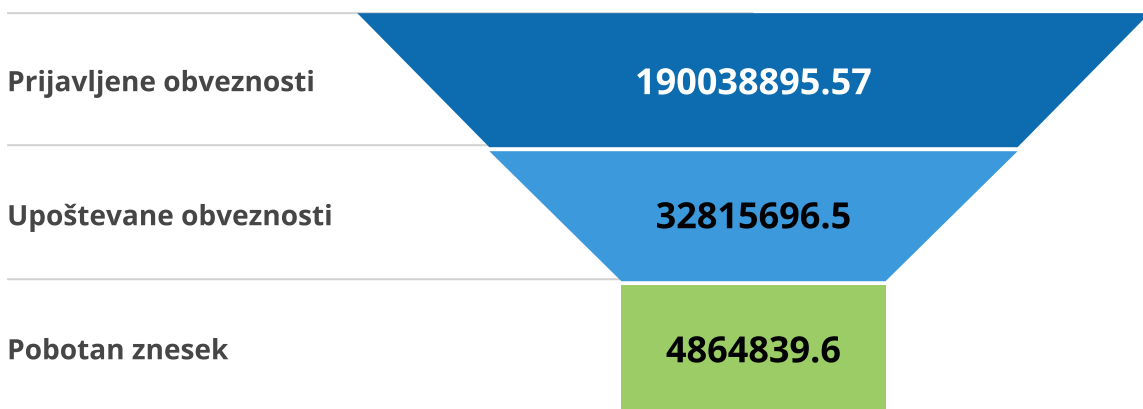 Prijavljene obveznosti
190038895.57
Upoštevane obveznosti
32815696.5
Pobotan znesek
4864839.6